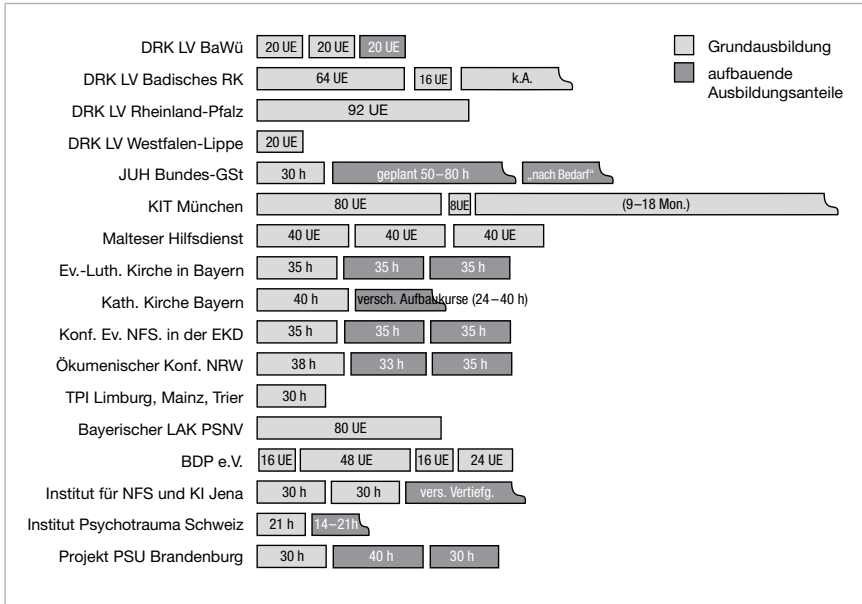 DRK LV BaWü 20 UE 20 UE 20 UE
DRK LV Badisches RK 64 UE 16 UE k.A.
DRK LV Rheinland-Pfalz 92 UE
DRK LV Westfalen-Lippe 20 UE
JUH Bundes-GSt 30 h geplant 50–80 h „nach Bedarf“
KIT München 80 UE 8UE (9–18 Mon.)
Malteser Hilfsdienst 40 UE 40 UE 40 UE
Ev.-Luth. Kirche in Bayern 35 h 35 h 35 h
Kath. Kirche Bayern 40 h versch. Aufbaukurse (24–40 h)
Konf. Ev. NFS. in der EKD 35 h 35 h 35 h
Ökumenischer Konf. NRW 38 h 33 h 35 h
TPI Limburg, Mainz, Trier 30 h
Bayerischer LAK PSNV 80 UE
BDP e.V. 16 UE 48 UE 16 UE 24 UE
Institut für NFS und KI Jena 30 h 30 h vers. Vertiefg.
Institut Psychotrauma Schweiz 21 h 14–21h
Projekt PSU Brandenburg 30 h 40 h 30 h
Grundausbildung
aufbauende
Ausbildungsanteile